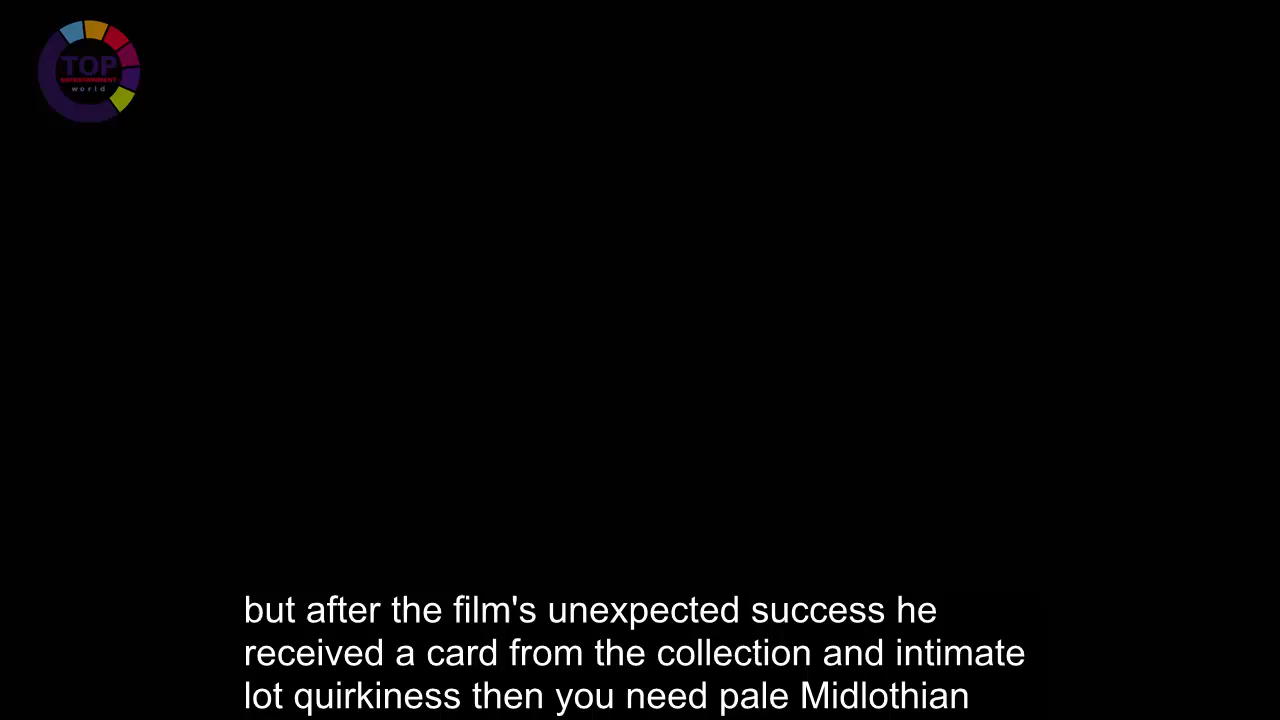 TOP
ENTERTAINMENT
world
but after the film's unexpected success he
received a card from the collection and intimate
lot quirkiness then you need pale Midlothian